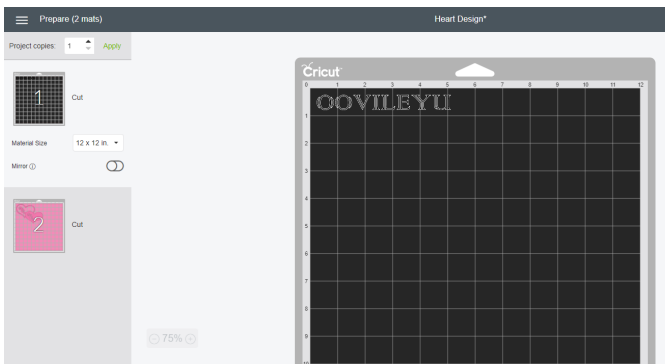 Prepare (2 mats)
Heart Design*
Project copies: 1 Apply
1 Cut
Material Size 12 x 12 in.
Mirror
2 Cut
75%
Cricut
0 1 2 3 4 5 6 7 8 9 10 11 12
OOVILEYU
1
2
3
4
5
6
7
8
9
10